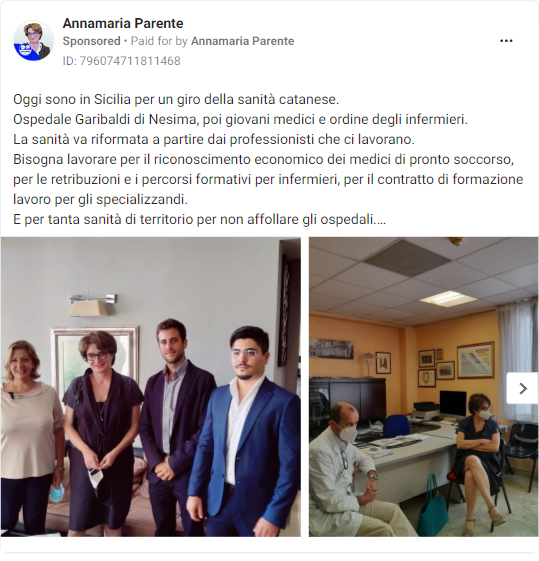 Annamaria Parente
Sponsored • Paid for by Annamaria Parente
ID: 796074711811468
Oggi sono in Sicilia per un giro della sanità catanese.
Ospedale Garibaldi di Nesima, poi giovani medici e ordine degli infermieri.
La sanità va riformata a partire dai professionisti che ci lavorano.
Bisogna lavorare per il riconoscimento economico dei medici di pronto soccorso,
per le retribuzioni e i percorsi formativi per infermieri, per il contratto di formazione
lavoro per gli specializzandi.
E per tanta sanità di territorio per non affollare gli ospedali....